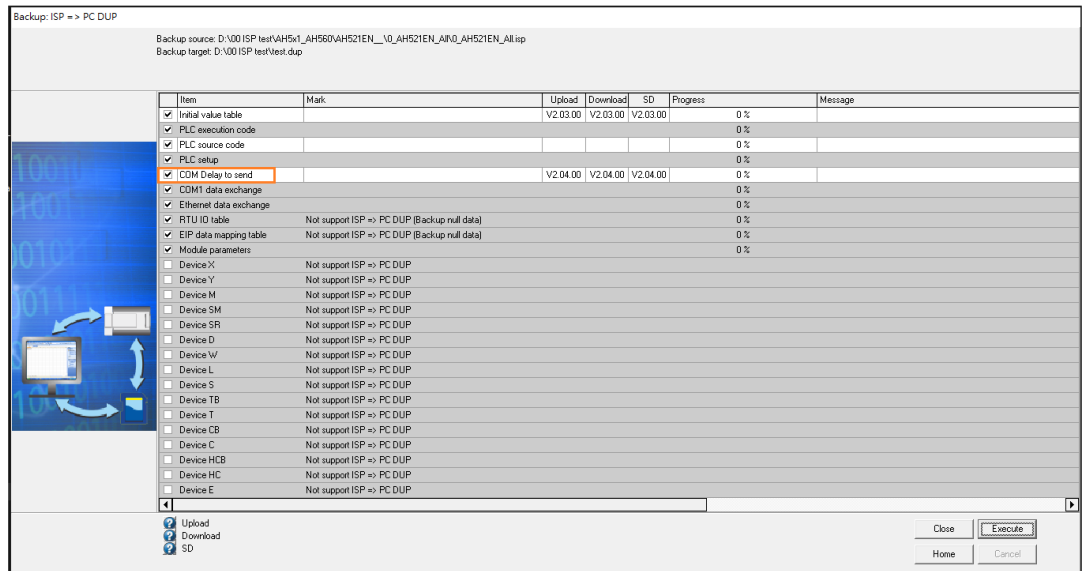 Backup: ISP => PC DUP
Backup source: D:\00 ISP test\AH5x1_AH560\AH521EN__\0_AH521EN_All\0_AH521EN_All.isp
Backup target: D:\00 ISP test\test.dup
Item Mark Upload Download SD Progress Message
Initial value table V2.03.00 V2.03.00 V2.03.00 0 %
PLC execution code 0 %
PLC source code 0 %
PLC setup 0 %
COM Delay to send V2.04.00 V2.04.00 V2.04.00 0 %
COM1 data exchange 0 %
Ethernet data exchange 0 %
RTU IO table Not support ISP => PC DUP (Backup null data) 0 %
EIP data mapping table Not support ISP => PC DUP (Backup null data) 0 %
Module parameters 0 %
Device X Not support ISP => PC DUP
Device Y Not support ISP => PC DUP
Device M Not support ISP => PC DUP
Device SM Not support ISP => PC DUP
Device SR Not support ISP => PC DUP
Device D Not support ISP => PC DUP
Device W Not support ISP => PC DUP
Device L Not support ISP => PC DUP
Device S Not support ISP => PC DUP
Device TB Not support ISP => PC DUP
Device T Not support ISP => PC DUP
Device CB Not support ISP => PC DUP
Device C Not support ISP => PC DUP
Device HCB Not support ISP => PC DUP
Device HC Not support ISP => PC DUP
Device E Not support ISP => PC DUP
Upload
Download
SD
Close Execute
Home Cancel